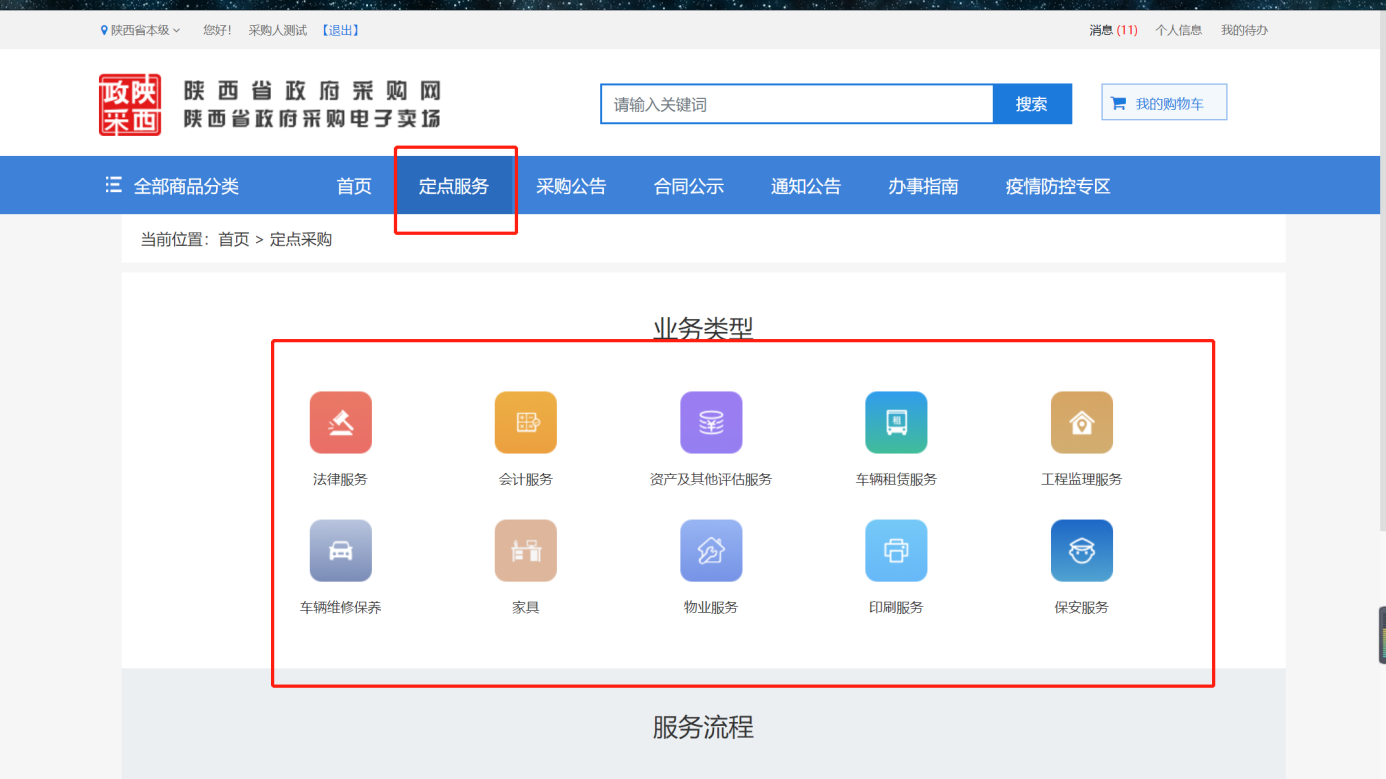 陕西省本级 您好！ 采购人测试 【退出】 消息 (11) 个人信息 我的待办
政陕
采西
陕西省政府采购网
陕西省政府采购电子卖场
请输入关键词 搜索 我的购物车
全部商品分类 首页 定点服务 采购公告 合同公示 通知公告 办事指南 疫情防控专区
当前位置：首页 > 定点采购
业务类型
租
法律服务 会计服务 资产及其他评估服务 车辆租赁服务 工程监理服务
车辆维修保养 家具 物业服务 印刷服务 保安服务
服务流程